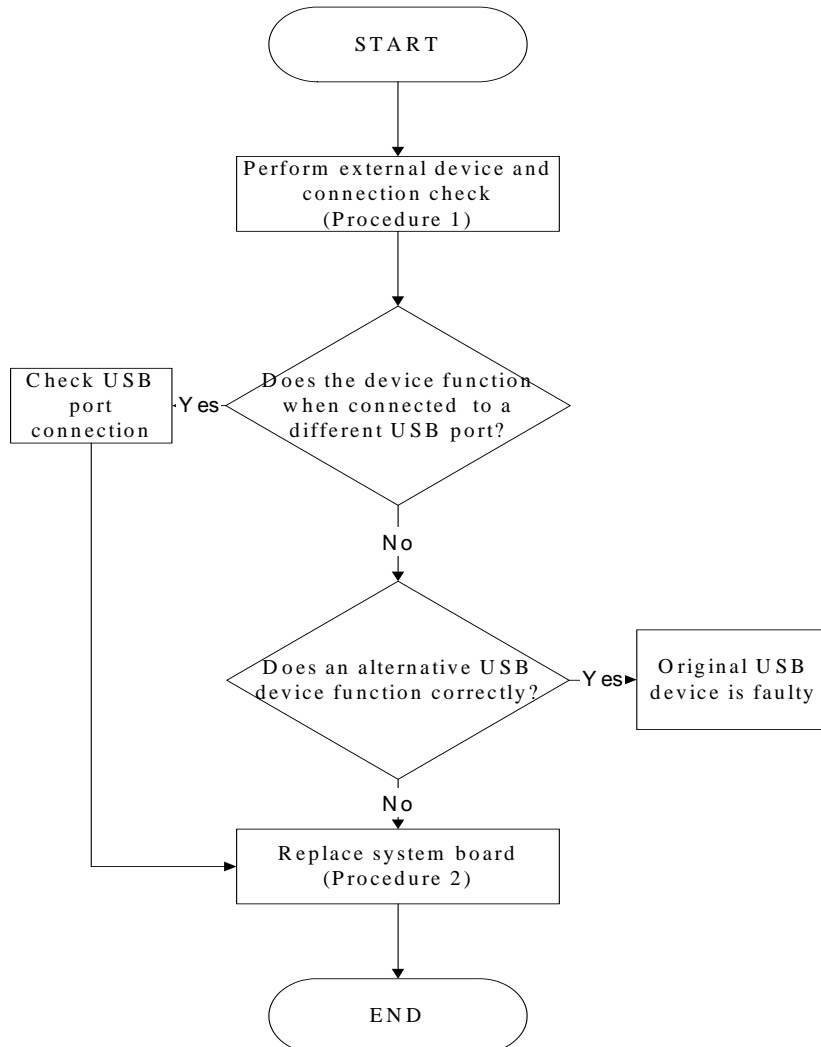 START
Perform external device and
connection check
(Procedure 1)
Does the device function
when connected to a
different USB port?
Yes
Check USB
port
connection
No
Does an alternative USB
device function correctly?
Yes
Original USB
device is faulty
No
Replace system board
(Procedure 2)
END